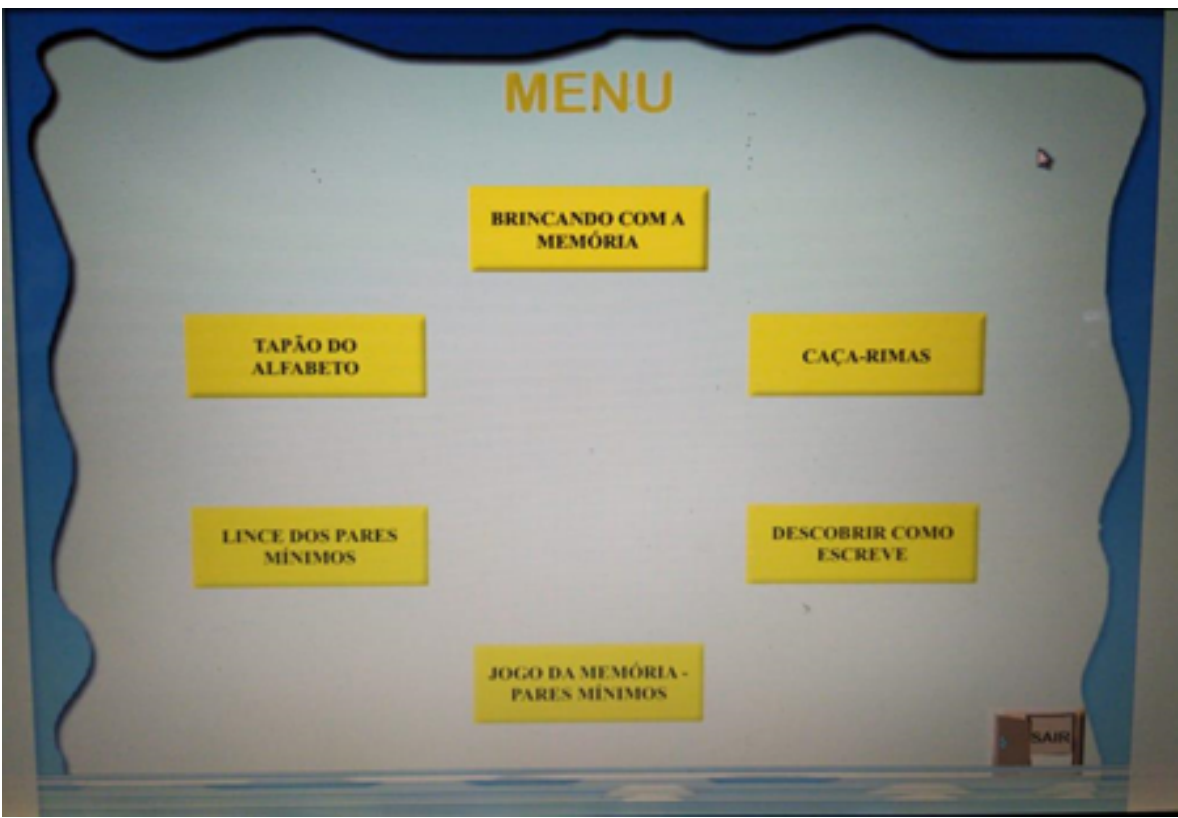 MENU
BRINCANDO COM A
MEMÓRIA
TAPÃO DO
ALFABETO
CAÇA-RIMAS
LINCE DOS PARES
MÍNIMOS
DESCOBRIR COMO
ESCREVE
JOGO DA MEMÓRIA -
PARES MÍNIMOS
SAIR